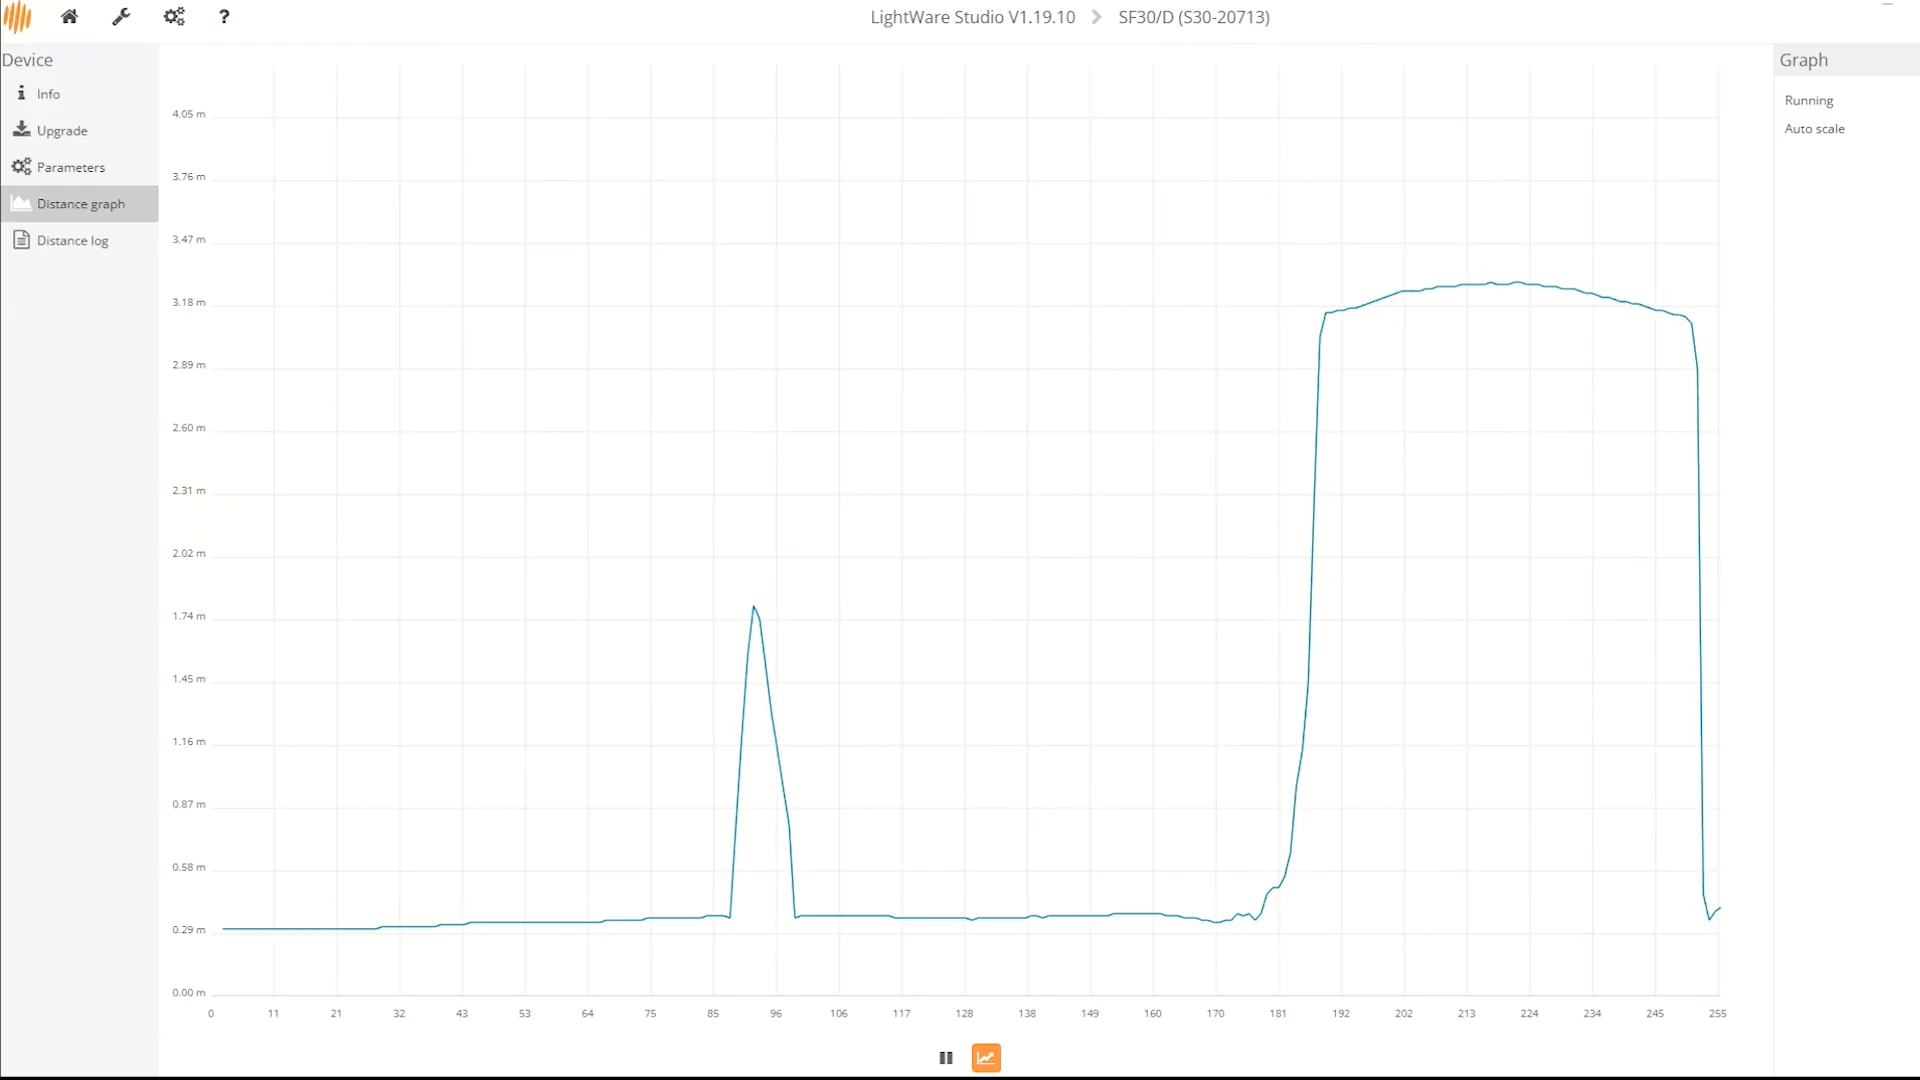 ?
LightWare Studio V1.19.10 > SF30/D (S30-20713)
Device
Info
Upgrade
Parameters
Distance graph
Distance log
4.05 m
3.76 m
3.47 m
3.18 m
2.89 m
2.60 m
2.31 m
2.02 m
1.74 m
1.45 m
1.16 m
0.87 m
0.58 m
0.29 m
0.00 m
0 11 21 32 43 53 64 75 85 96 106 117 128 138 149 160 170 181 192 202 213 224 234 245 255
Graph
Running
Auto scale